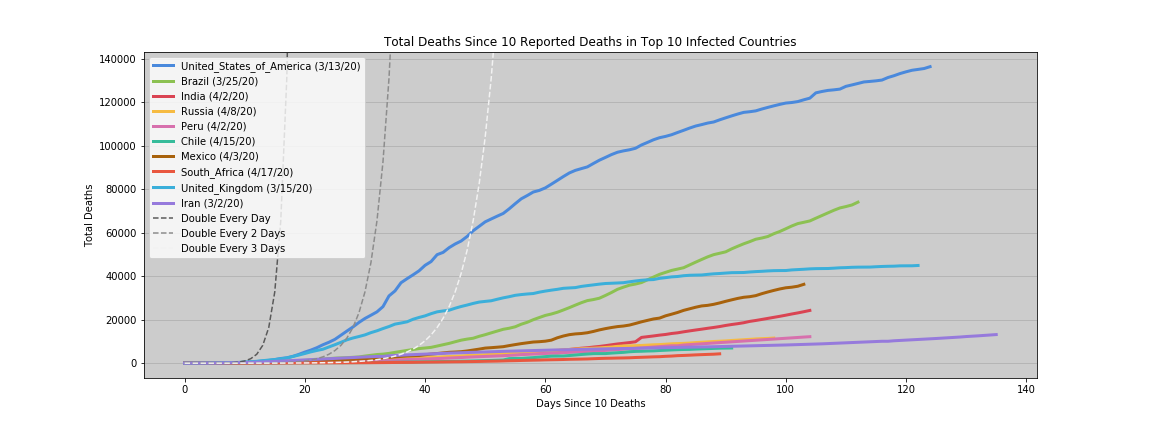 Total Deaths Since 10 Reported Deaths in Top 10 Infected Countries
140000
120000
100000
80000
60000
40000
20000
0
Total Deaths
United_States_of_America (3/13/20)
Brazil (3/25/20)
India (4/2/20)
Russia (4/8/20)
Peru (4/2/20)
Chile (4/15/20)
Mexico (4/3/20)
South_Africa (4/17/20)
United_Kingdom (3/15/20)
Iran (3/2/20)
Double Every Day
Double Every 2 Days
Double Every 3 Days
0 20 40 60 80 100 120 140
Days Since 10 Deaths